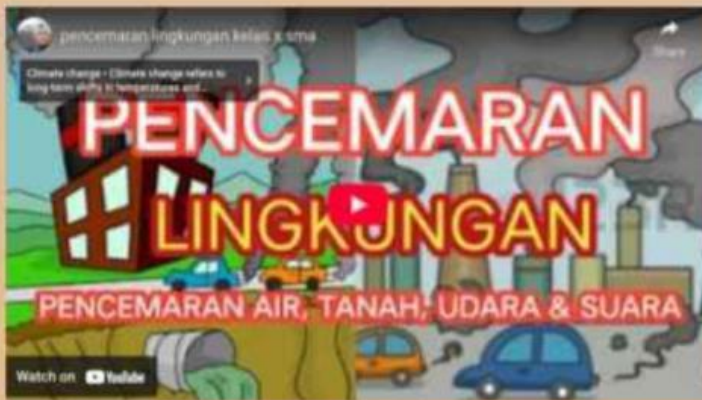 pencemaran lingkungan kelas x sma
Share
Climate change • Climate change refers to
long-term shifts in temperatures and...
PENCEMARAN
LINGKUNGAN
PENCEMARAN AIR, TANAH, UDARA & SUARA
Watch on YouTube